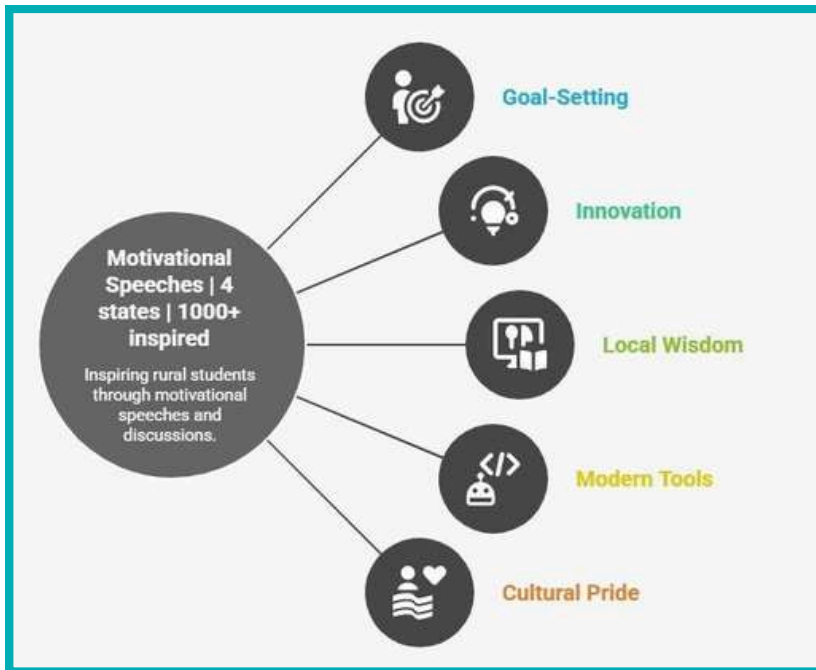 Motivational
Speeches | 4
states | 1000+
inspired
Inspiring rural students
through motivational
speeches and
discussions.
Goal-Setting
Innovation
Local Wisdom
Modern Tools
Cultural Pride